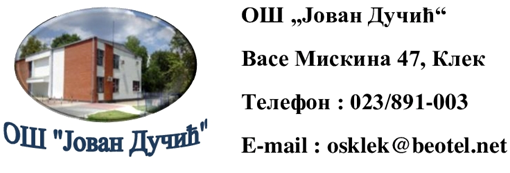 ОШ "Јован Дучић"
ОШ „Јован Дучић“
Васе Мискина 47, Клек
Телефон : 023/891-003
E-mail : osklek@beotel.net